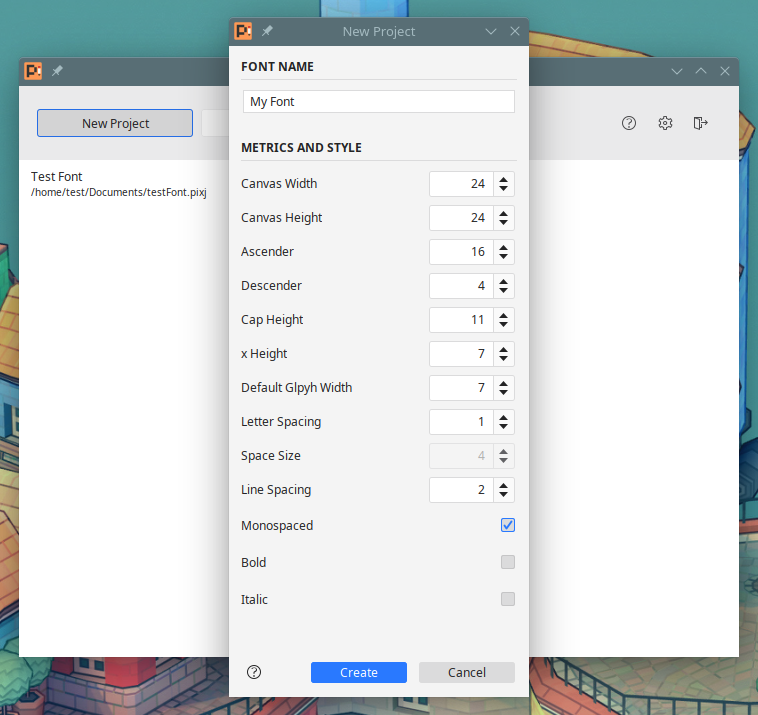 New Project
FONT NAME
My Font
METRICS AND STYLE
Canvas Width 24
Canvas Height 24
Ascender 16
Descender 4
Cap Height 11
x Height 7
Default Glpyh Width 7
Letter Spacing 1
Space Size 4
Line Spacing 2
Monospaced
Bold
Italic
Create Cancel
New Project
Test Font
/home/test/Documents/testFont.pixj